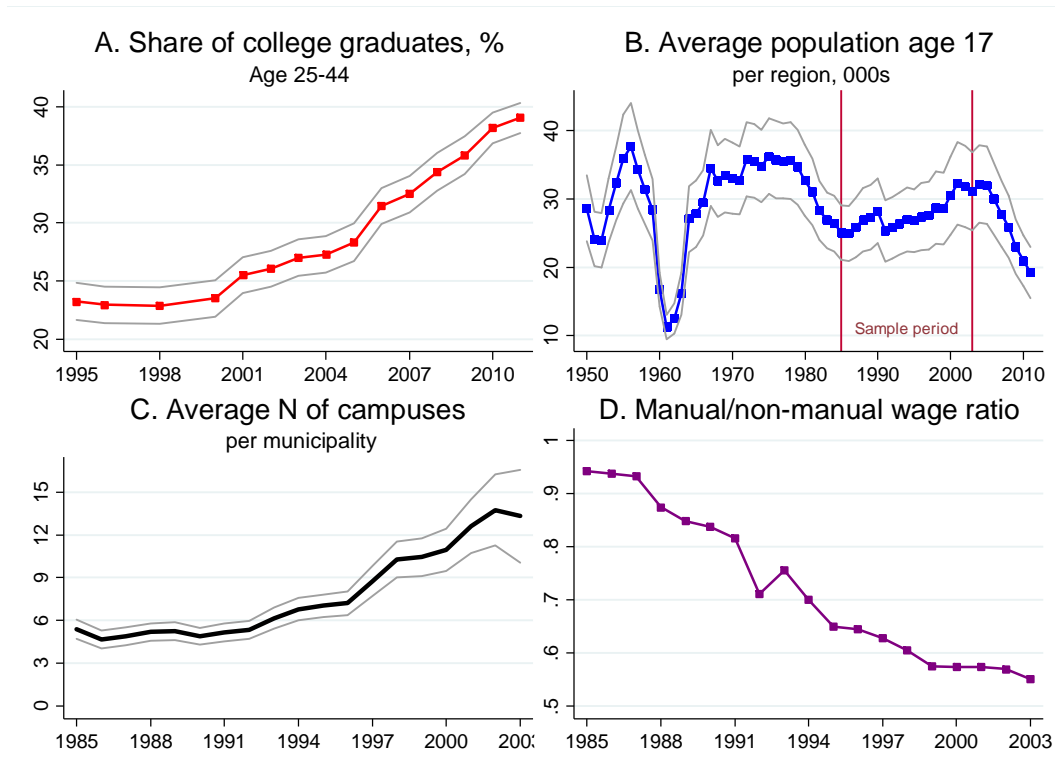 A. Share of college graduates, %
Age 25-44
40
35
30
25
20
1995 1998 2001 2004 2007 2010
B. Average population age 17
per region, 000s
40
30
20
10
Sample period
1950 1960 1970 1980 1990 2000 2010
C. Average N of campuses
per municipality
15
12
9
6
3
0
1985 1988 1991 1994 1997 2000 2003
D. Manual/non-manual wage ratio
1
.9
.8
.7
.6
.5
1985 1988 1991 1994 1997 2000 2003